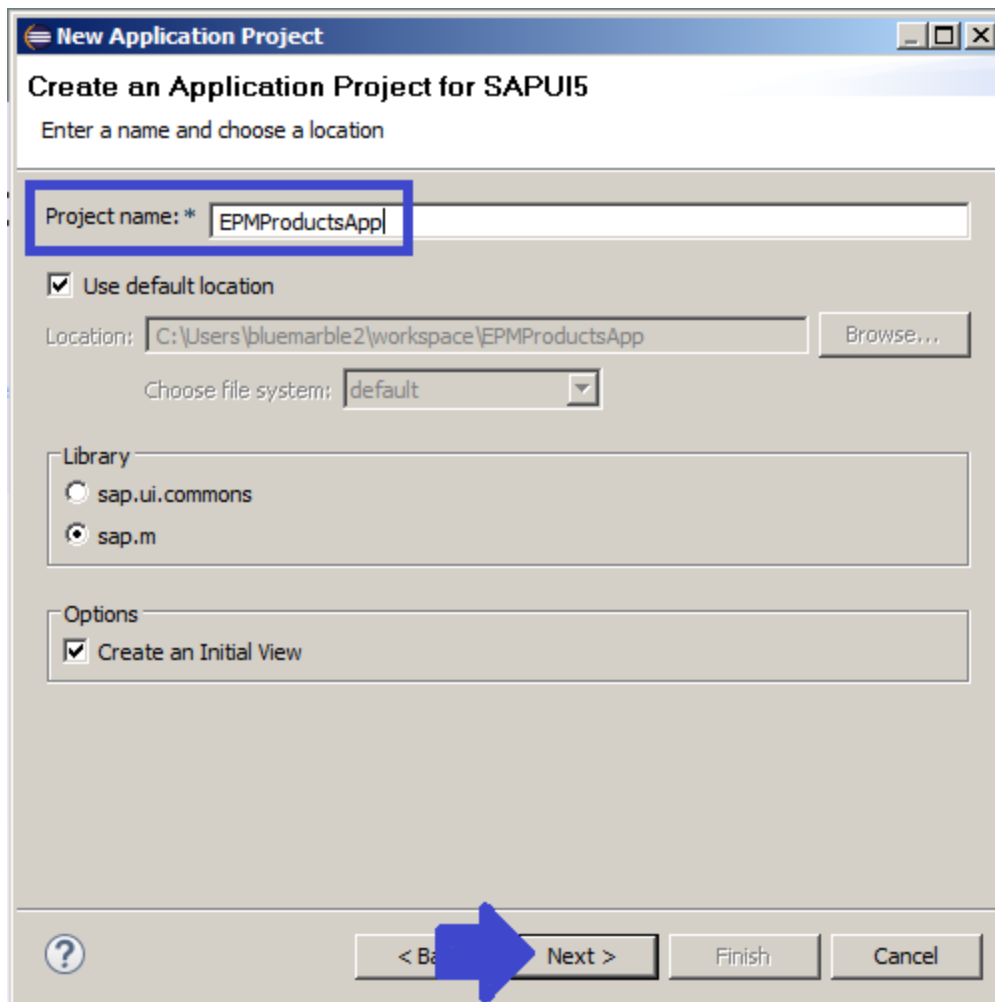 New Application Project
Create an Application Project for SAPUI5
Enter a name and choose a location
Project name: * EPMProductsApp
Use default location
Location: C:\Users\bluemarble2\workspace\EPMProductsApp Browse...
Choose file system: default
Library
sap.ui.commons
sap.m
Options
Create an Initial View
? < Ba Next > Finish Cancel